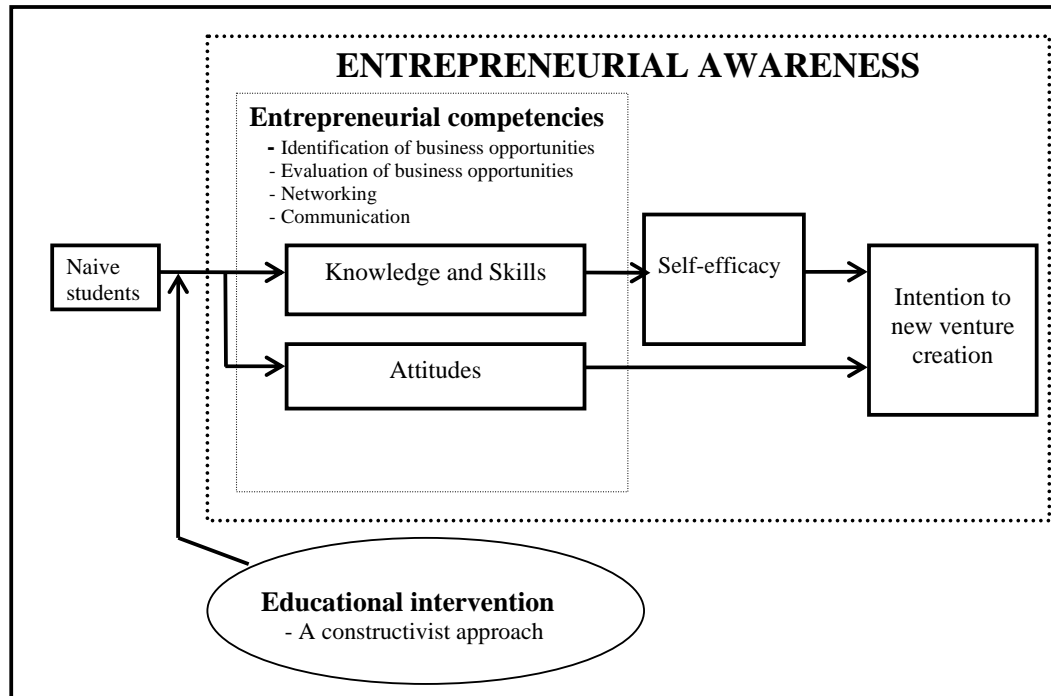 ENTREPRENEURIAL AWARENESS
Entrepreneurial competencies
- Identification of business opportunities
- Evaluation of business opportunities
- Networking
- Communication
Naive
students
Knowledge and Skills
Self-efficacy
Intention to
new venture
creation
Attitudes
Educational intervention
- A constructivist approach